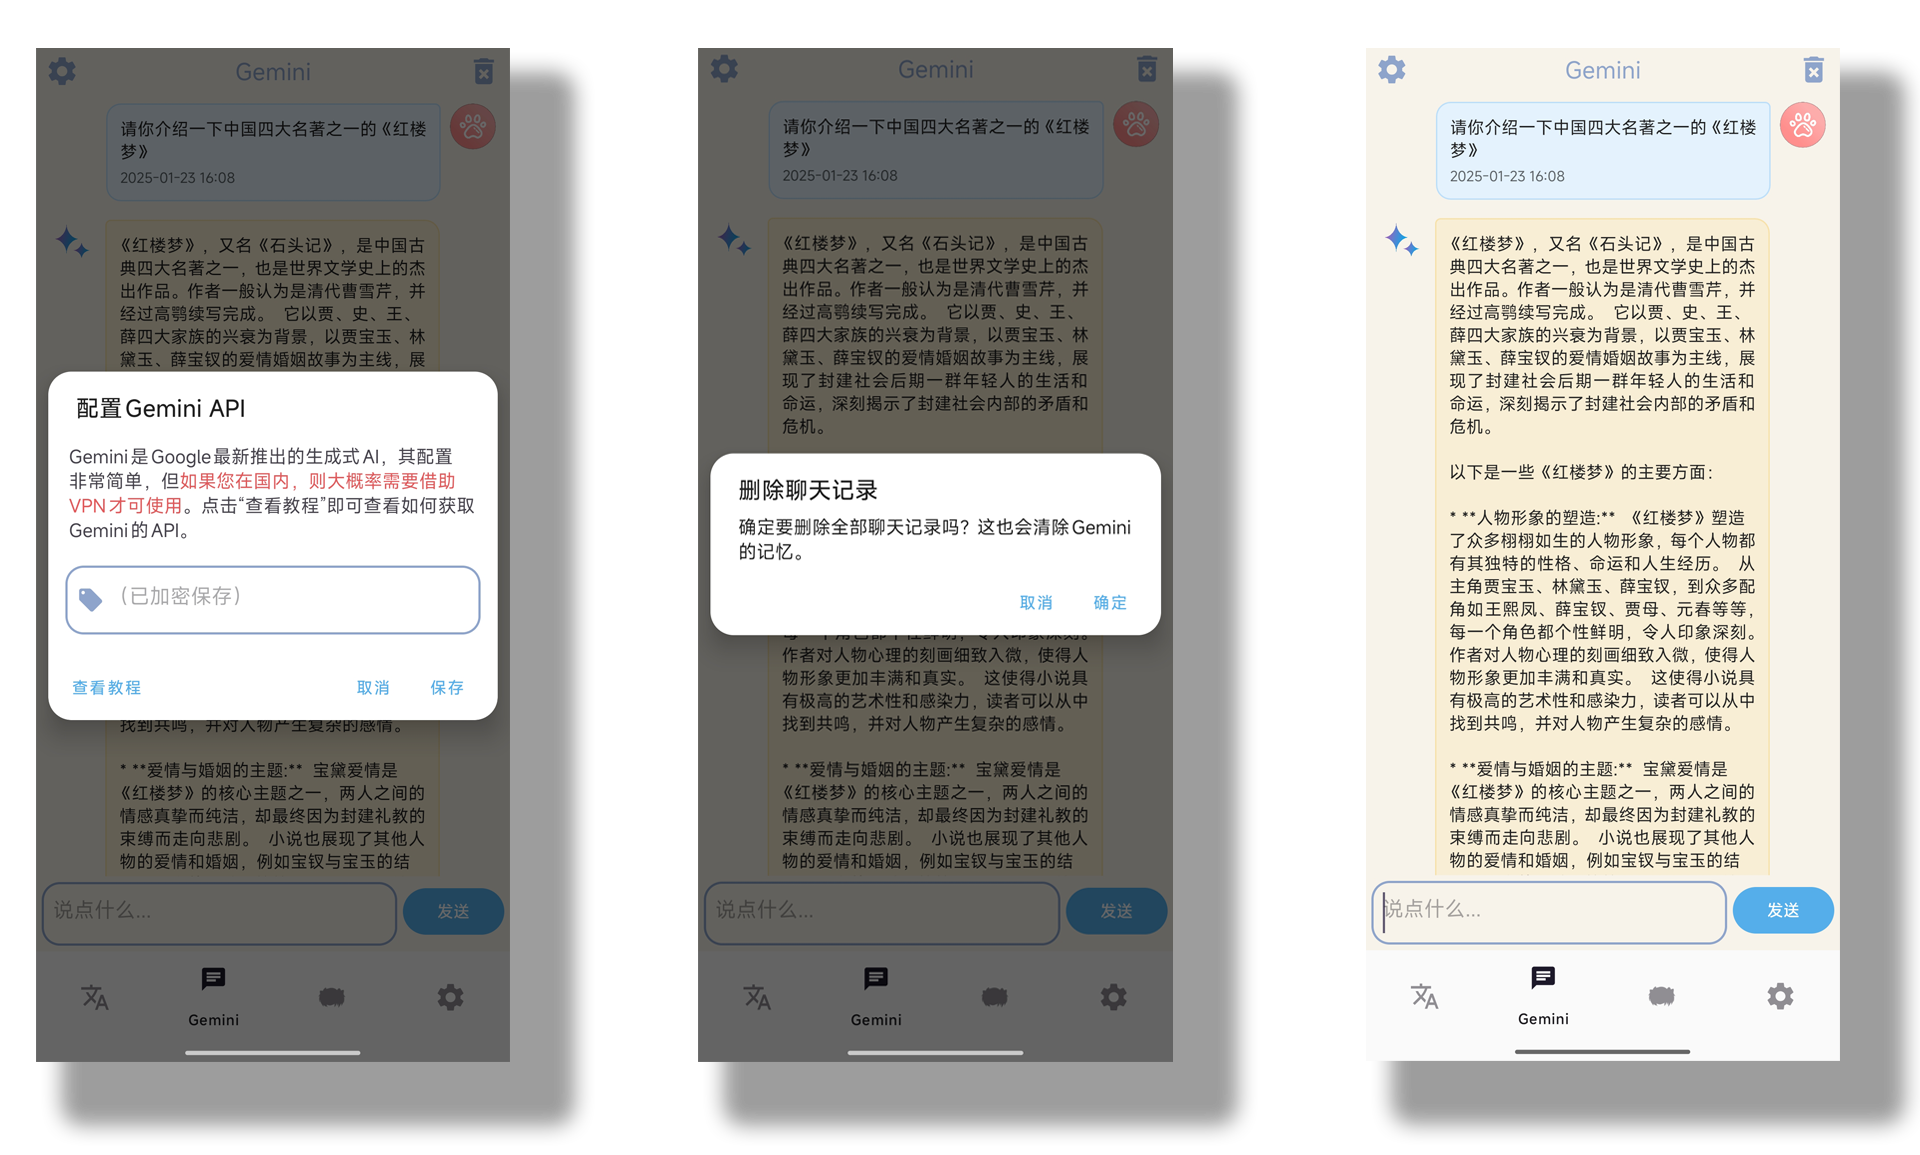 Gemini
请你介绍一下中国四大名著之一的《红楼
梦》
2025-01-23 16:08
《红楼梦》，又名《石头记》，是中国古
典四大名著之一，也是世界文学史上的杰
出作品。作者一般认为是清代曹雪芹，并
经过高鹗续写完成。 它以贾、史、王、
薛四大家族的兴衰为背景，以贾宝玉、林
黛玉、薛宝钗的爱情婚姻故事为主线，展
配置Gemini API
Gemini是Google最新推出的生成式AI，其配置
非常简单，但如果您在国内，则大概率需要借助
VPN才可使用。点击“查看教程”即可查看如何获取
Gemini的API。
（已加密保存）
查看教程
取消
保存
找到共鸣，并对人物产生复杂的感情。
* **爱情与婚姻的主题:** 宝黛爱情是
《红楼梦》的核心主题之一，两人之间的
情感真挚而纯洁，却最终因为封建礼教的
束缚而走向悲剧。 小说也展现了其他人
物的爱情和婚姻，例如宝钗与宝玉的结
说点什么...
发送
Gemini
Gemini
请你介绍一下中国四大名著之一的《红楼
梦》
2025-01-23 16:08
《红楼梦》，又名《石头记》，是中国古
典四大名著之一，也是世界文学史上的杰
出作品。作者一般认为是清代曹雪芹，并
经过高鹗续写完成。 它以贾、史、王、
薛四大家族的兴衰为背景，以贾宝玉、林
黛玉、薛宝钗的爱情婚姻故事为主线，展
现了封建社会后期一群年轻人的生活和
命运，深刻揭示了封建社会内部的矛盾和
危机。
删除聊天记录
确定要删除全部聊天记录吗？这也会清除Gemini
的记忆。
取消
确定
每一个角色都个性鲜明，令人印象深刻。
作者对人物心理的刻画细致入微，使得人
物形象更加丰满和真实。 这使得小说具
有极高的艺术性和感染力，读者可以从中
找到共鸣，并对人物产生复杂的感情。
* **爱情与婚姻的主题:** 宝黛爱情是
《红楼梦》的核心主题之一，两人之间的
情感真挚而纯洁，却最终因为封建礼教的
束缚而走向悲剧。 小说也展现了其他人
物的爱情和婚姻，例如宝钗与宝玉的结
说点什么...
发送
Gemini
Gemini
请你介绍一下中国四大名著之一的《红楼
梦》
2025-01-23 16:08
《红楼梦》，又名《石头记》，是中国古
典四大名著之一，也是世界文学史上的杰
出作品。作者一般认为是清代曹雪芹，并
经过高鹗续写完成。 它以贾、史、王、
薛四大家族的兴衰为背景，以贾宝玉、林
黛玉、薛宝钗的爱情婚姻故事为主线，展
现了封建社会后期一群年轻人的生活和
命运，深刻揭示了封建社会内部的矛盾和
危机。
以下是一些《红楼梦》的主要方面：
* **人物形象的塑造:** 《红楼梦》塑造
了众多栩栩如生的人物形象，每个人物都
有其独特的性格、命运和人生经历。 从
主角贾宝玉、林黛玉、薛宝钗，到众多配
角如王熙凤、薛宝钗、贾母、元春等等，
每一个角色都个性鲜明，令人印象深刻。
作者对人物心理的刻画细致入微，使得人
物形象更加丰满和真实。 这使得小说具
有极高的艺术性和感染力，读者可以从中
找到共鸣，并对人物产生复杂的感情。
* **爱情与婚姻的主题:** 宝黛爱情是
《红楼梦》的核心主题之一，两人之间的
情感真挚而纯洁，却最终因为封建礼教的
束缚而走向悲剧。 小说也展现了其他人
物的爱情和婚姻，例如宝钗与宝玉的结
说点什么...
发送
Gemini